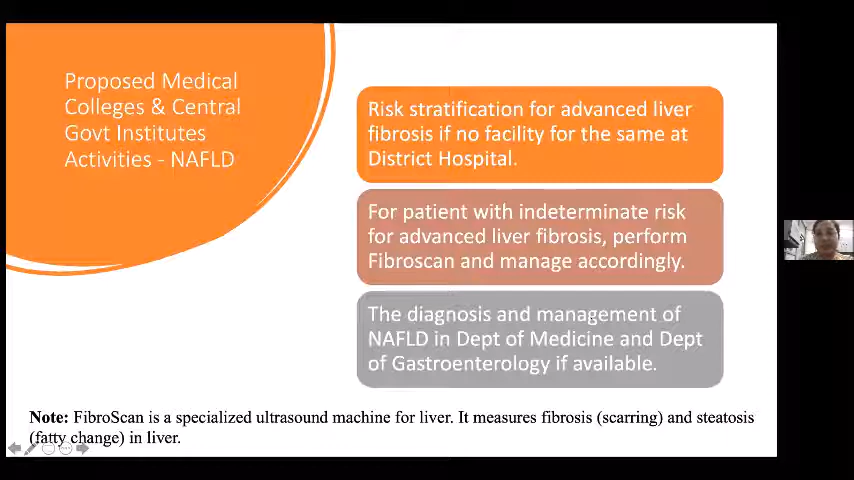 Proposed Medical
Colleges & Central
Govt Institutes
Activities - NAFLD
Risk stratification for advanced liver
fibrosis if no facility for the same at
District Hospital.
For patient with indeterminate risk
for advanced liver fibrosis, perform
Fibroscan and manage accordingly.
The diagnosis and management of
NAFLD in Dept of Medicine and Dept
of Gastroenterology if available.
Note: FibroScan is a specialized ultrasound machine for liver. It measures fibrosis (scarring) and steatosis
(fatty change) in liver.